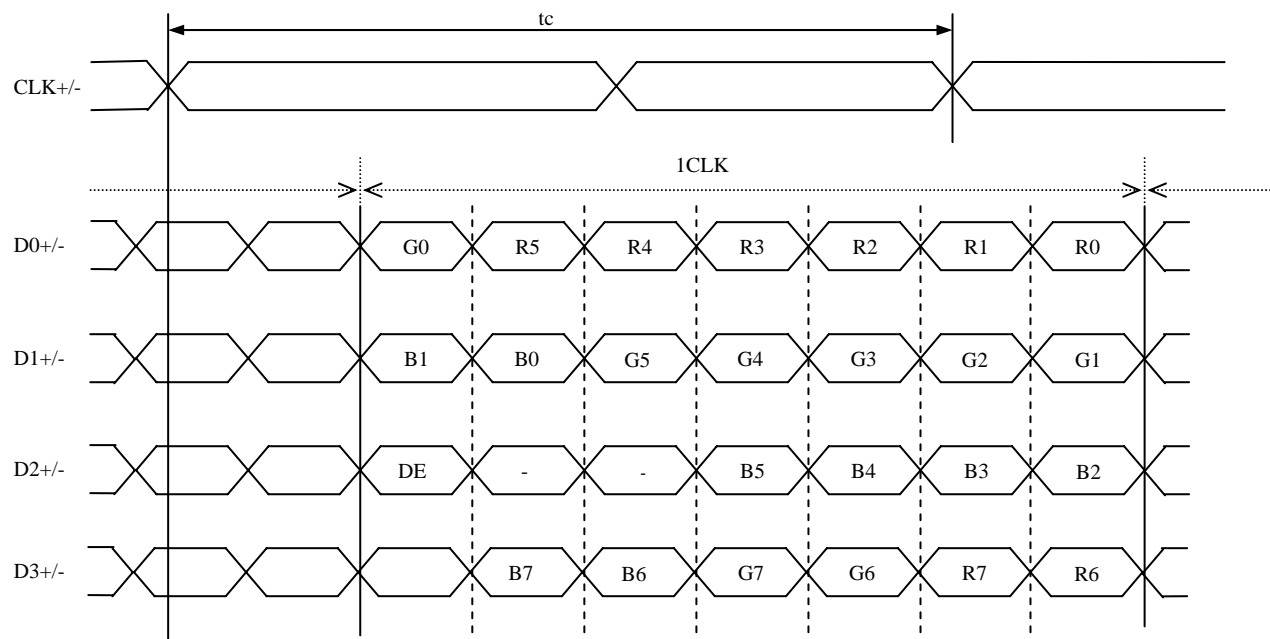 tc
CLK+/-
1CLK
D0+/- G0 R5 R4 R3 R2 R1 R0
D1+/- B1 B0 G5 G4 G3 G2 G1
D2+/- DE - - B5 B4 B3 B2
D3+/- B7 B6 G7 G6 R7 R6